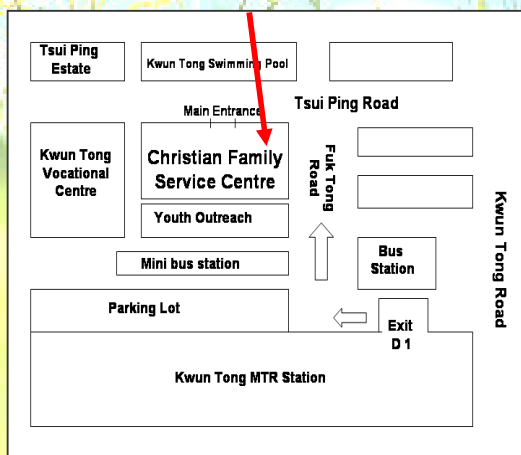 Tsui Ping
Estate
Kwun Tong Swimming Pool
Main Entrance
Tsui Ping Road
Kwun Tong
Vocational
Centre
Christian Family
Service Centre
Fuk Tong
Road
Kwun Tong Road
Youth Outreach
Mini bus station
Bus
Station
Parking Lot
Exit
D 1
Kwun Tong MTR Station